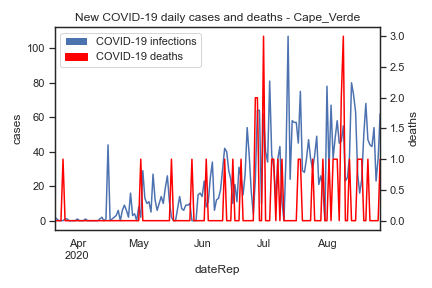 New COVID-19 daily cases and deaths - Cape_Verde
COVID-19 infections
COVID-19 deaths
100
80
60
40
20
0
cases
3.0
2.5
2.0
1.5
1.0
0.5
0.0
deaths
Apr
2020
May
Jun
Jul
Aug
dateRep